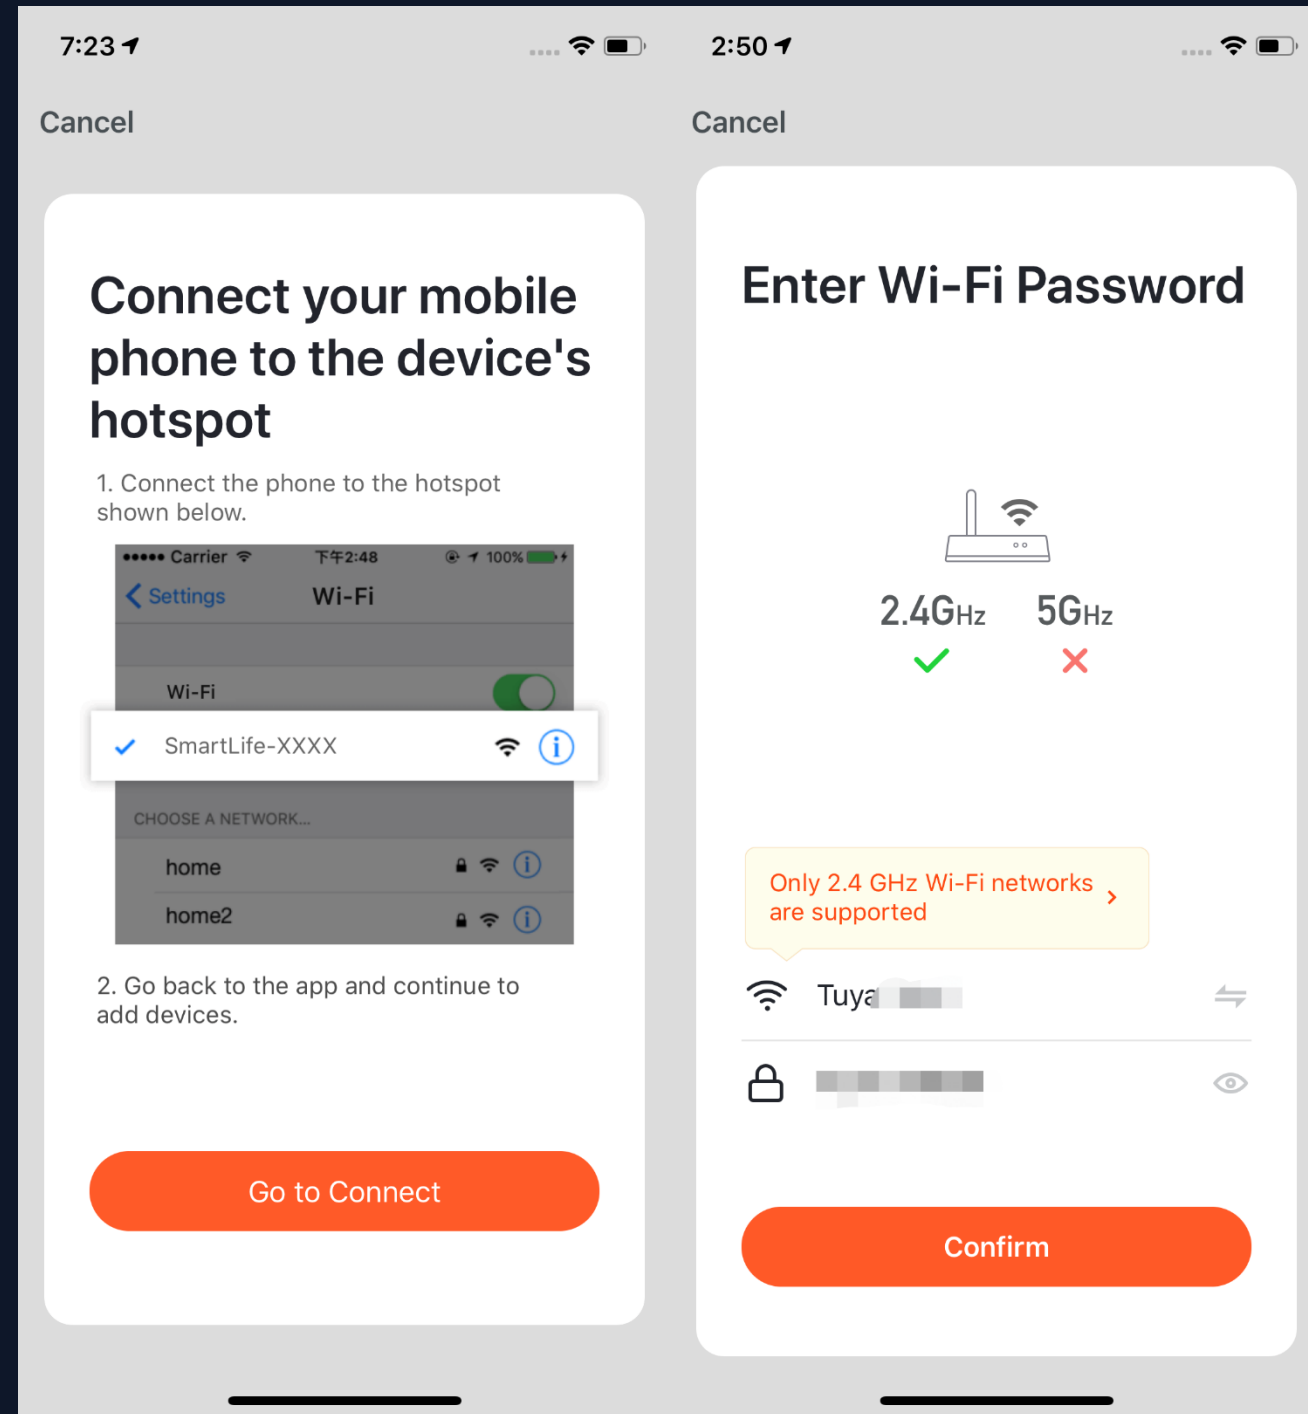 7:23
Cancel
Connect your mobile
phone to the device's
hotspot
1. Connect the phone to the hotspot
shown below.
Carrier 下午2:48 100%
Settings Wi-Fi
Wi-Fi
SmartLife-XXXX
CHOOSE A NETWORK...
home
home2
2. Go back to the app and continue to
add devices.
Go to Connect
2:50
Cancel
Enter Wi-Fi Password
2.4GHz 5GHz
Only 2.4 GHz Wi-Fi networks
are supported
Tuya
Confirm